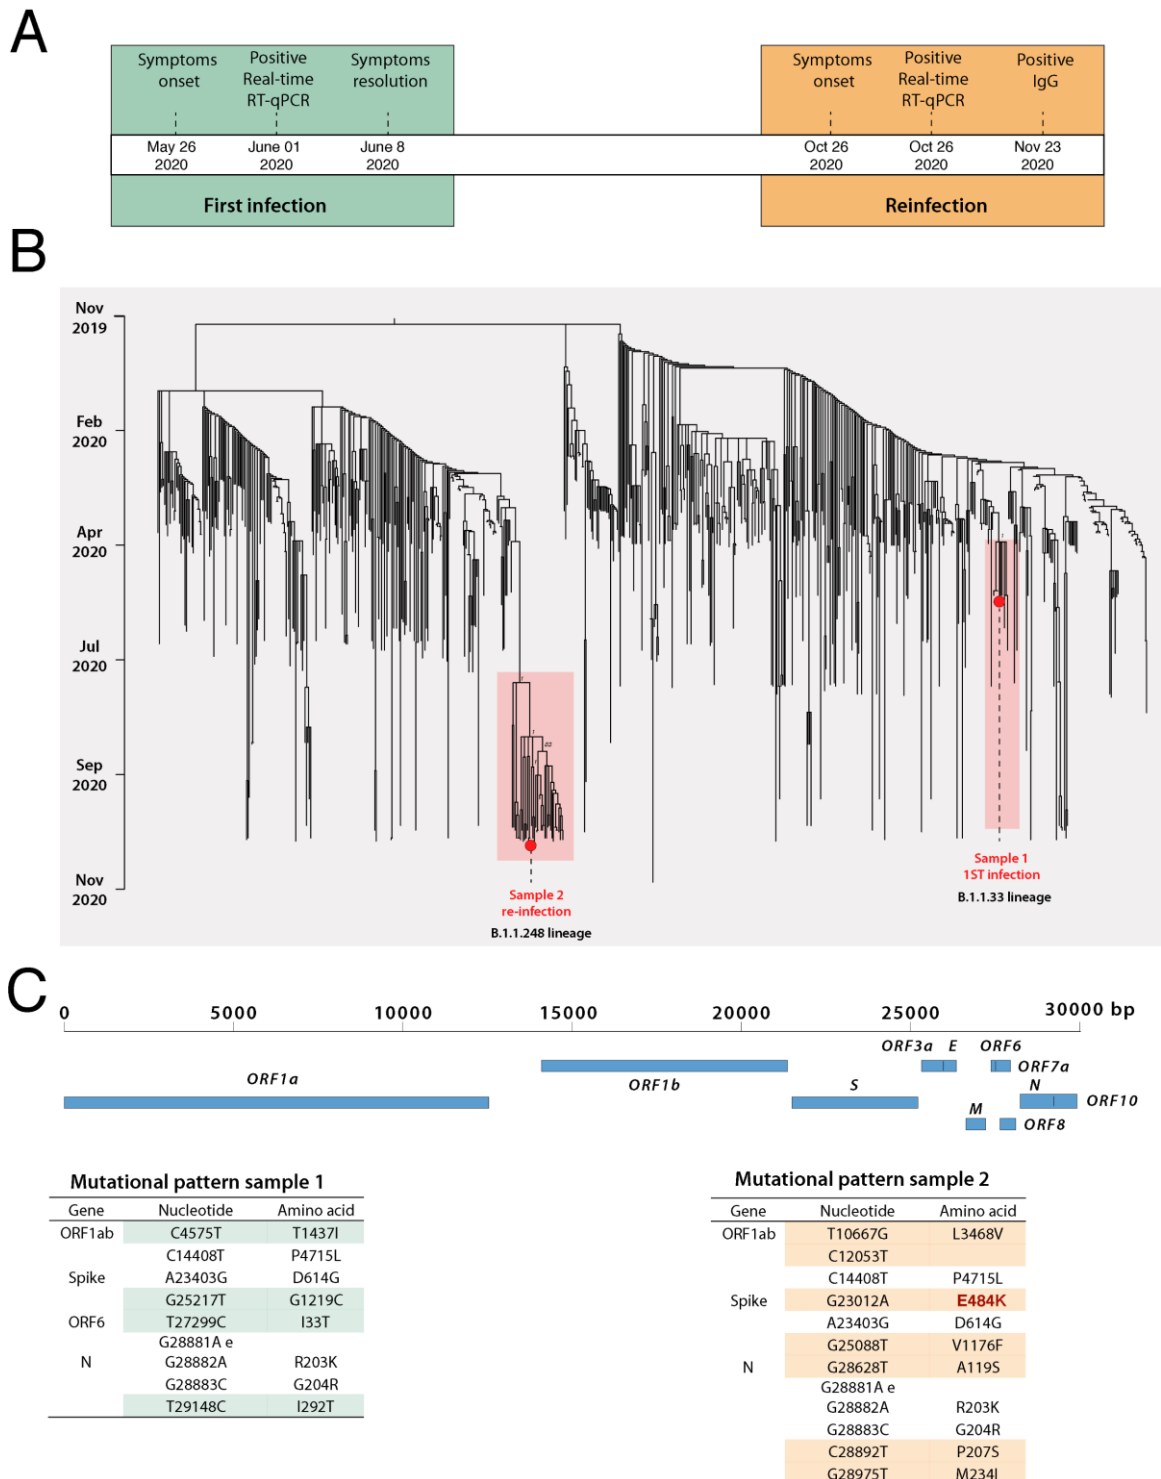 A
Symptoms onset
Positive Real-time RT-qPCR
Symptoms resolution
Symptoms onset
Positive Real-time RT-qPCR
Positive IgG
May 26 2020
June 01 2020
June 8 2020
Oct 26 2020
Oct 26 2020
Nov 23 2020
First infection
Reinfection
B
Nov 2019
Feb 2020
Apr 2020
Jul 2020
Sep 2020
Nov 2020
Sample 2
re-infection
B.1.1.248 lineage
Sample 1
1ST infection
B.1.1.33 lineage
C
0 5000 10000 15000 20000 25000 30000 bp
ORF3a E ORF6
ORF7a
ORF1a ORF1b S N
ORF10
M
ORF8
Mutational pattern sample 1
Gene Nucleotide Amino acid
ORF1ab C4575T T1437I
C14408T P4715L
Spike A23403G D614G
G25217T G1219C
ORF6 T27299C I33T
G28881A e
N G28882A R203K
G28883C G204R
T29148C I292T
Mutational pattern sample 2
Gene Nucleotide Amino acid
ORF1ab T10667G L3468V
C12053T
C14408T P4715L
Spike G23012A E484K
A23403G D614G
G25088T V1176F
N G28628T A119S
G28881A e
G28882A R203K
G28883C G204R
C28892T P207S
G28975T M234I